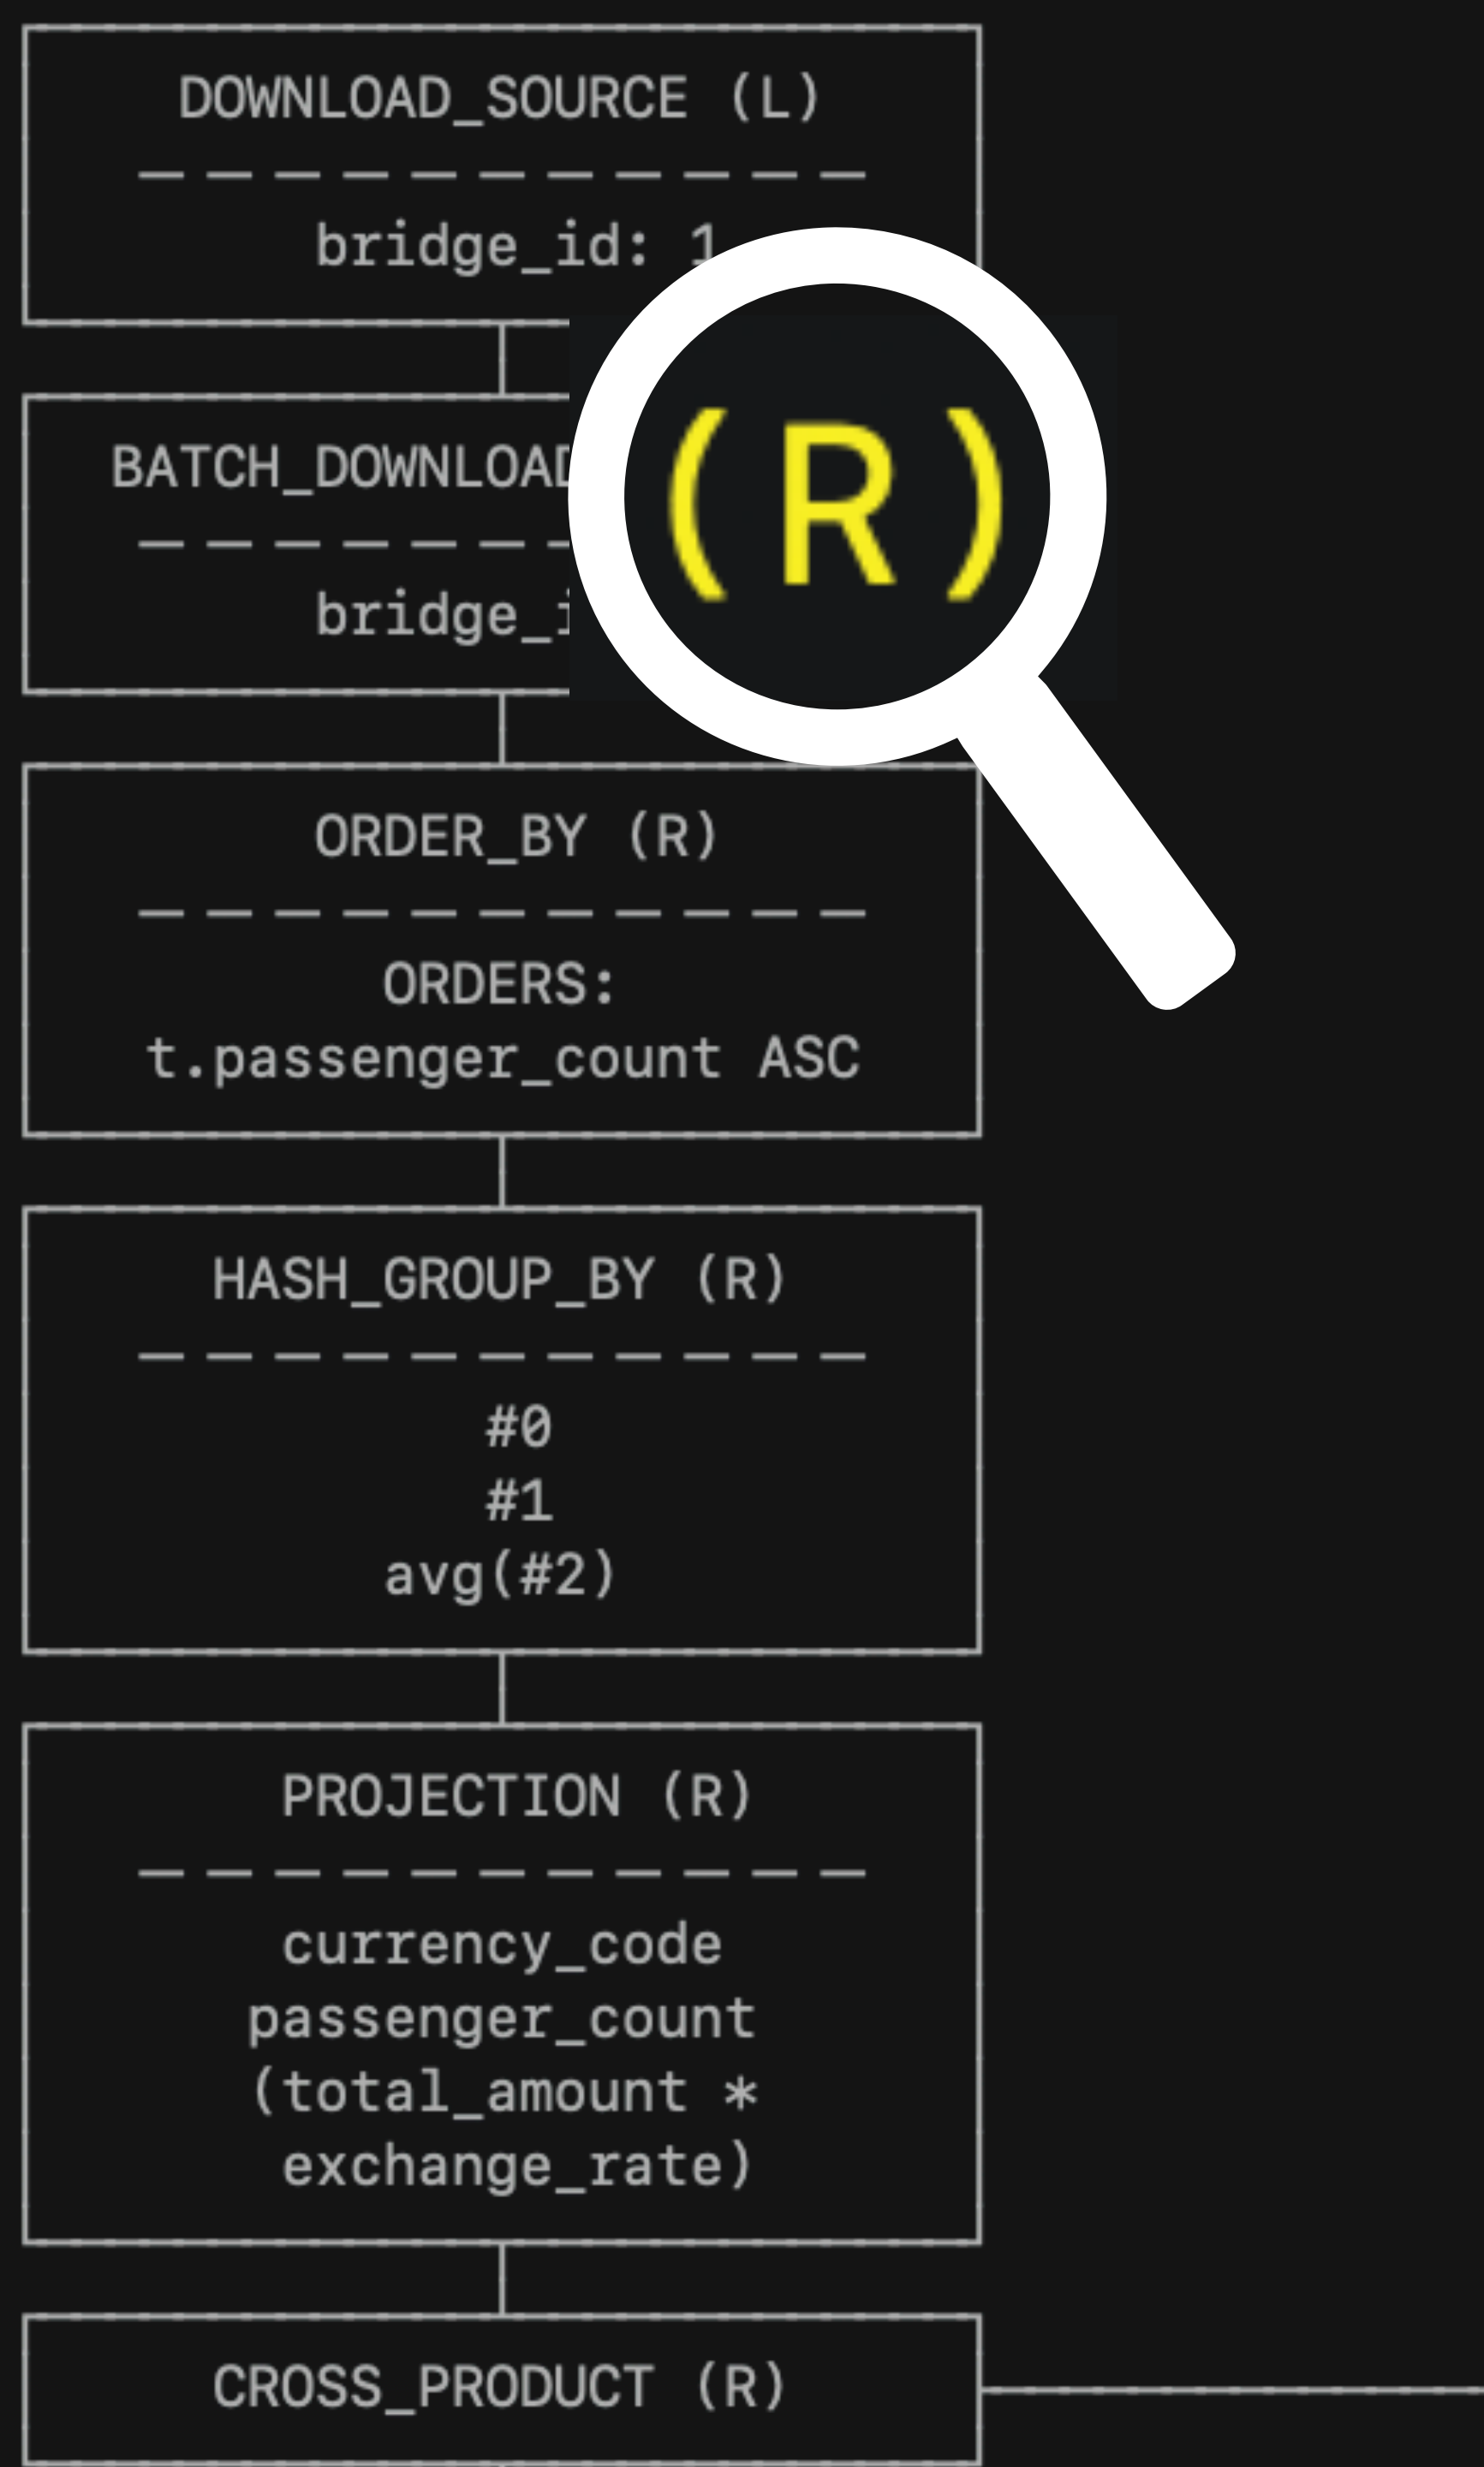 DOWNLOAD_SOURCE (L)
bridge_id: 1
BATCH_DOWNLOAD
(R)
bridge_i
ORDER_BY (R)
ORDERS:
t.passenger_count ASC
HASH_GROUP_BY (R)
#0
#1
avg(#2)
PROJECTION (R)
currency_code
passenger_count
(total_amount *
exchange_rate)
CROSS_PRODUCT (R)